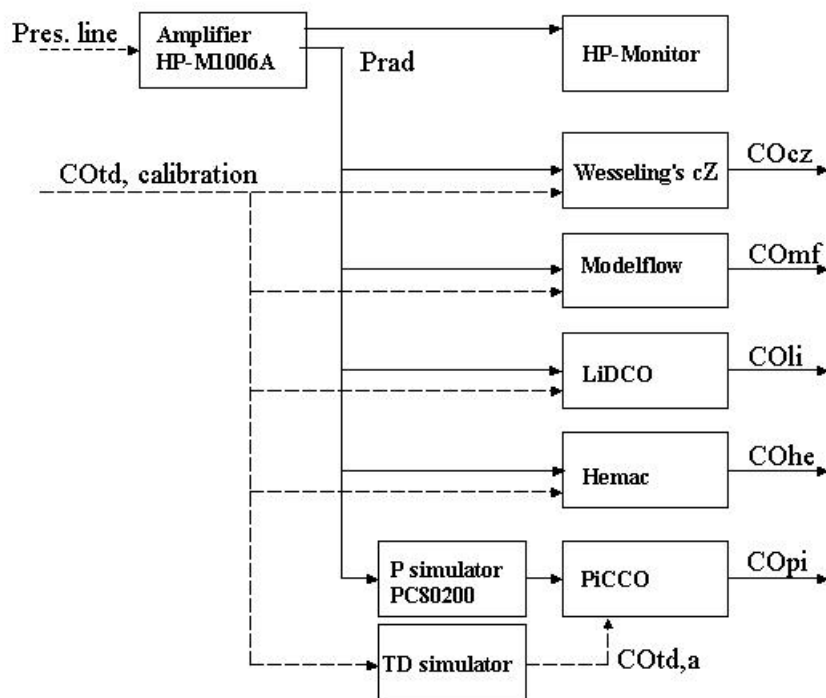 Pres. line
Amplifier
HP-M1006A
Prad
HP-Monitor
COtd, calibration
Wesseling's cZ
COcz
Modelflow
COmf
LiDCO
COli
Hemac
COhe
P simulator
PC80200
PiCCO
COpi
TD simulator
COtd,a